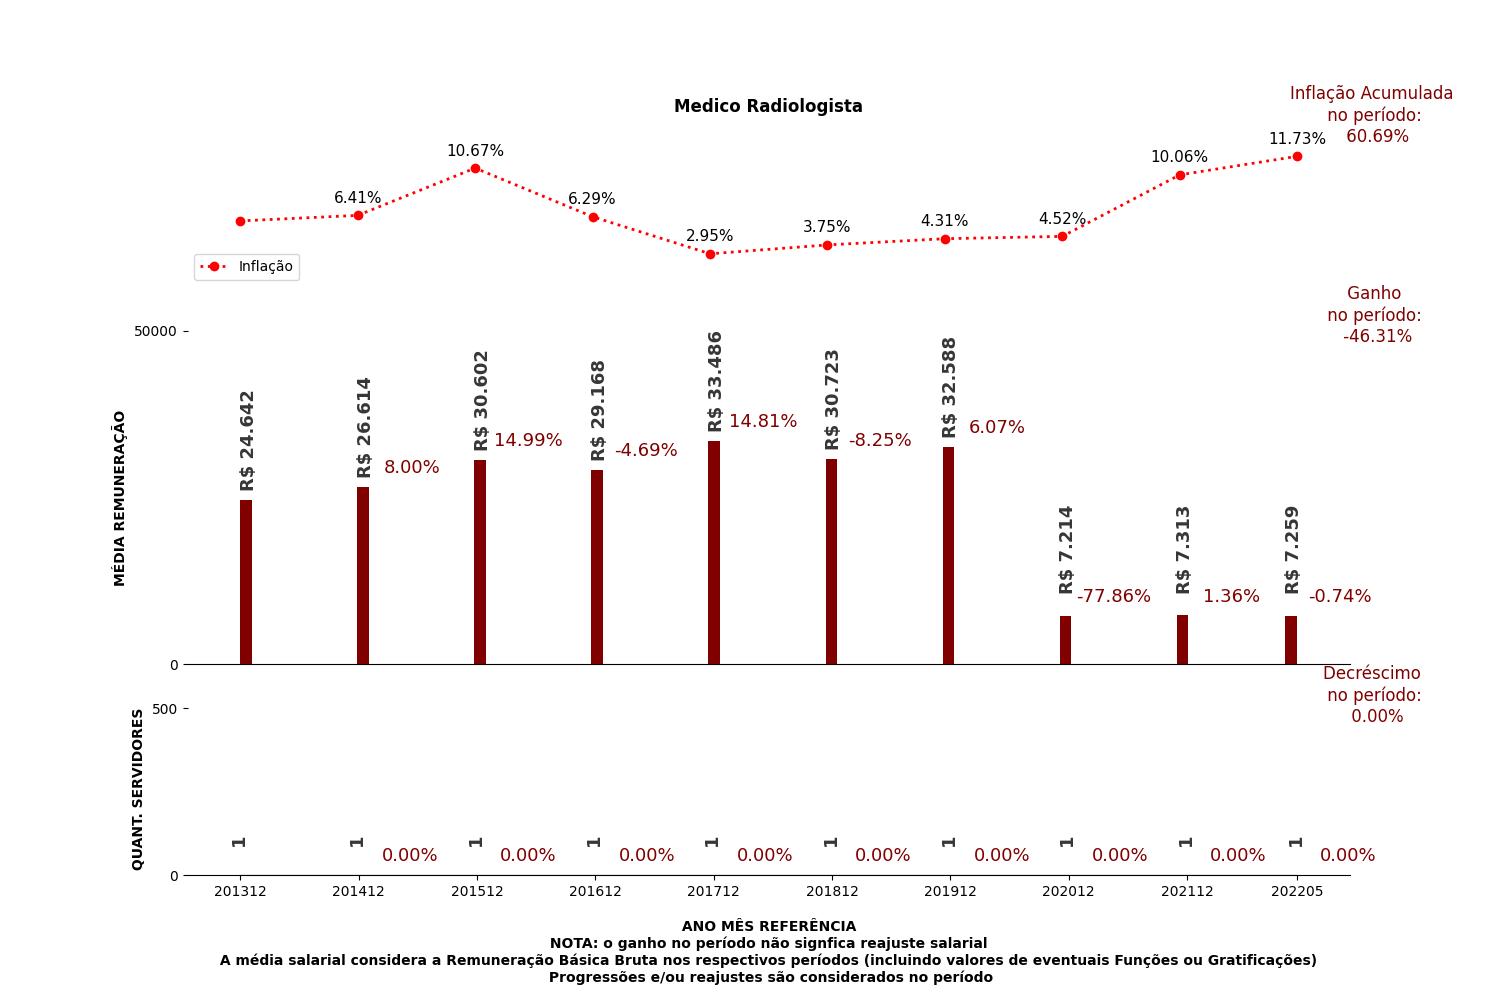 Medico Radiologista
Inflação Acumulada
no período:
60.69%
6.41%
10.67%
6.29%
2.95%
3.75%
4.31%
4.52%
10.06%
11.73%
Inflação
Ganho
no período:
-46.31%
MÉDIA REMUNERAÇÃO
50000
0
R$ 24.642
R$ 26.614
8.00%
R$ 30.602
14.99%
R$ 29.168
-4.69%
R$ 33.486
14.81%
R$ 30.723
-8.25%
R$ 32.588
6.07%
R$ 7.214
-77.86%
R$ 7.313
1.36%
R$ 7.259
-0.74%
Decréscimo
no período:
0.00%
QUANT. SERVIDORES
500
0
1
1
0.00%
1
0.00%
1
0.00%
1
0.00%
1
0.00%
1
0.00%
1
0.00%
1
0.00%
1
0.00%
201312
201412
201512
201612
201712
201812
201912
202012
202112
202205
ANO MÊS REFERÊNCIA
NOTA: o ganho no período não signfica reajuste salarial
A média salarial considera a Remuneração Básica Bruta nos respectivos períodos (incluindo valores de eventuais Funções ou Gratificações)
Progressões e/ou reajustes são considerados no período